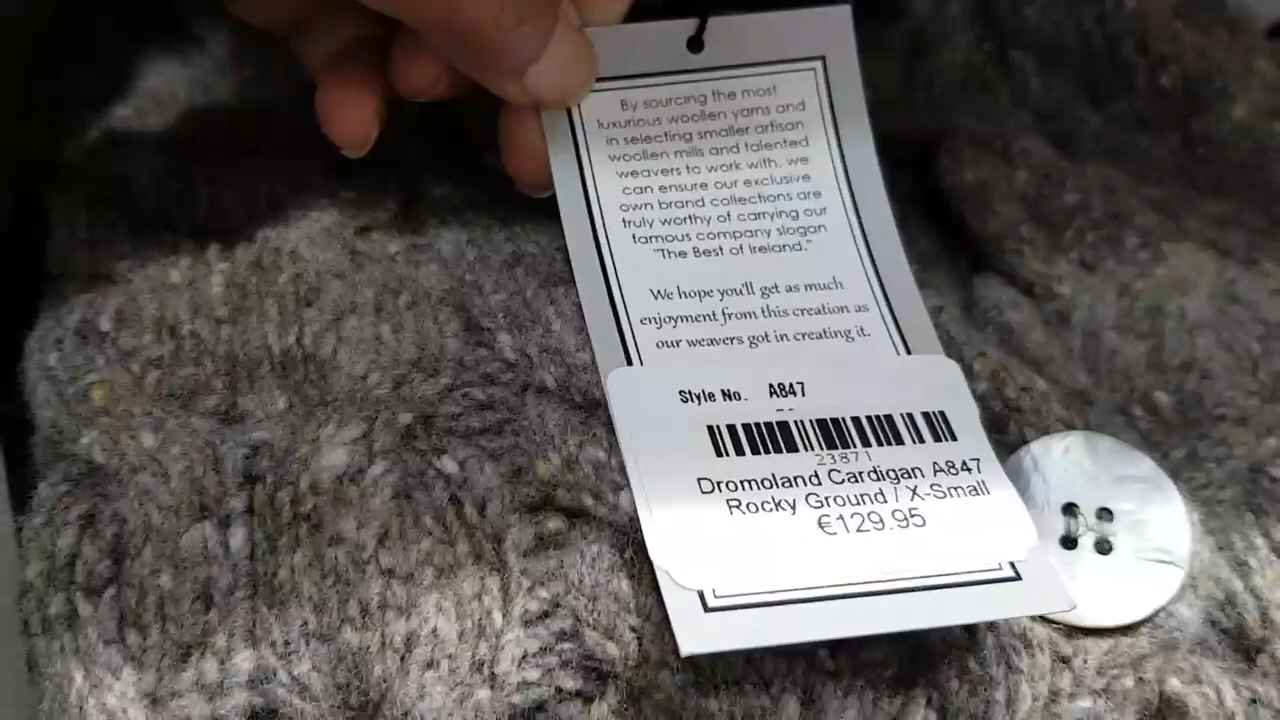 By sourcing the most
luxurious woollen yarns and
in selecting smaller artisan
woollen mills and talented
weavers to work with, we
can ensure our exclusive
own brand collections are
truly worthy of carrying our
famous company slogan
"The Best of Ireland."
We hope you'll get as much
enjoyment from this creation as
our weavers got in creating it.
Style No. A847
23871
Dromoland Cardigan A847
Rocky Ground / X-Small
€129.95